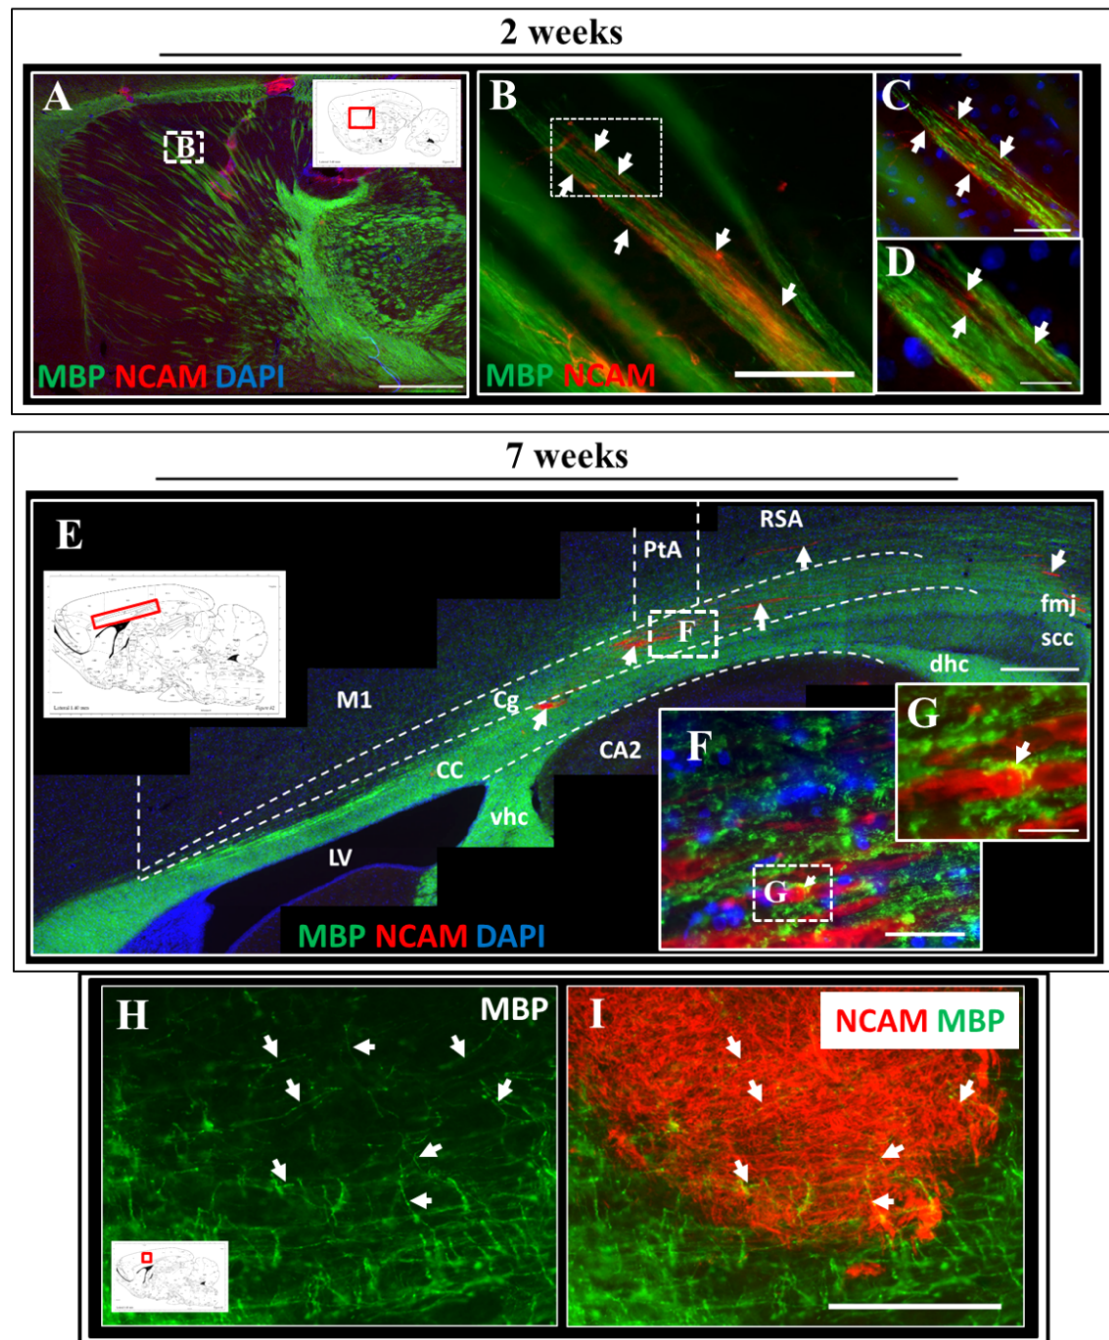 2 weeks
A
B
MBP NCAM DAPI
B
MBP NCAM
C
D
7 weeks
E
RSA
PtA
F
fmj
scc
dhc
M1
Cg
CA2
CC
vhc
LV
MBP NCAM DAPI
F
G
G
H
MBP
I
NCAM MBP